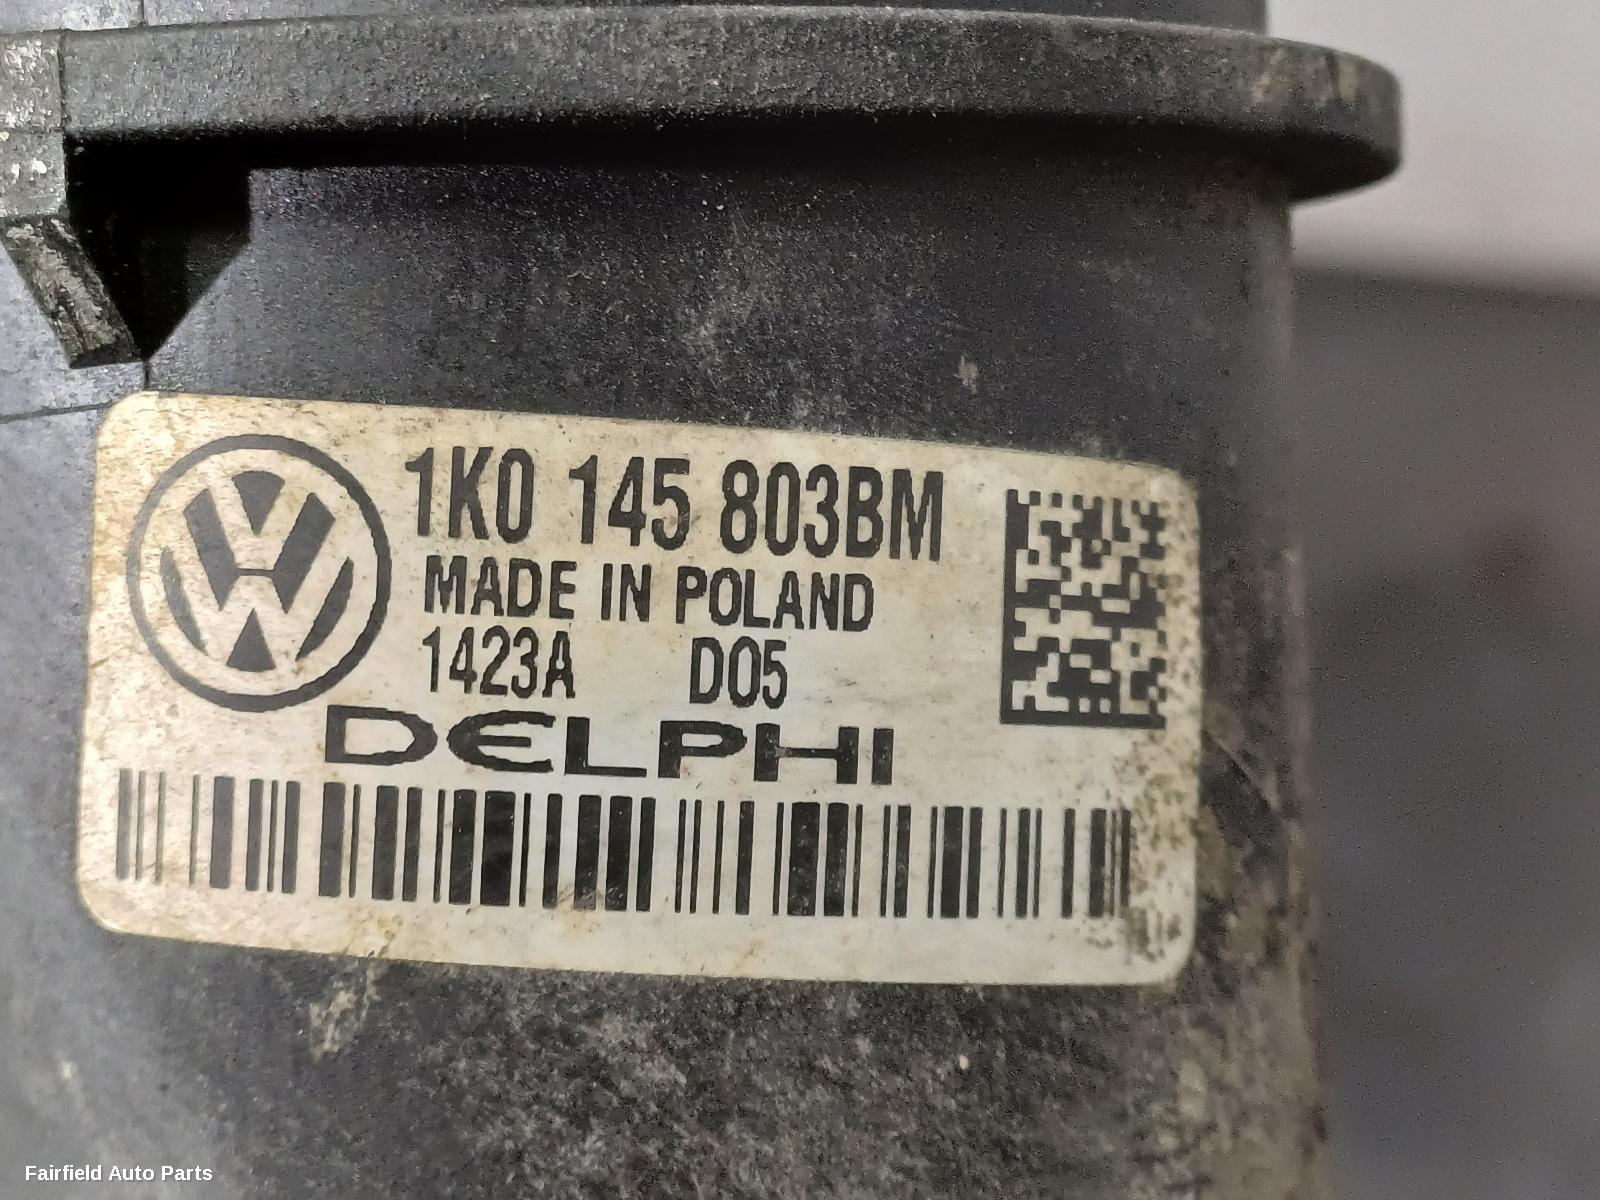 1K0 145 803BM
MADE IN POLAND
1423A D05
DELPHI
Fairfield Auto Parts